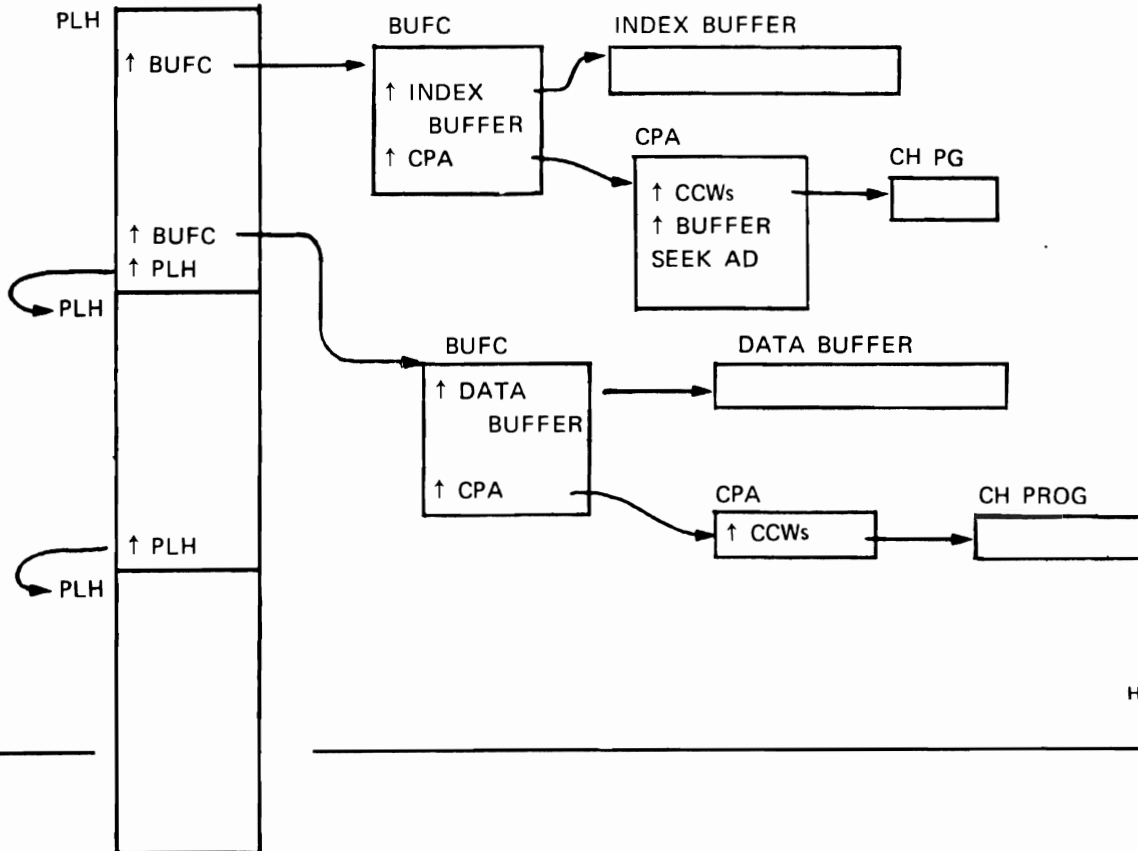 PLH
BUFC
INDEX BUFFER
↑ BUFC
↑ INDEX
BUFFER
↑ CPA
CPA
CH PG
↑ CCWs
↑ BUFFER
SEEK AD
↑ BUFC
↑ PLH
PLH
BUFC
DATA BUFFER
↑ DATA
BUFFER
↑ CPA
CPA
CH PROG
↑ CCWs
↑ PLH
PLH
H